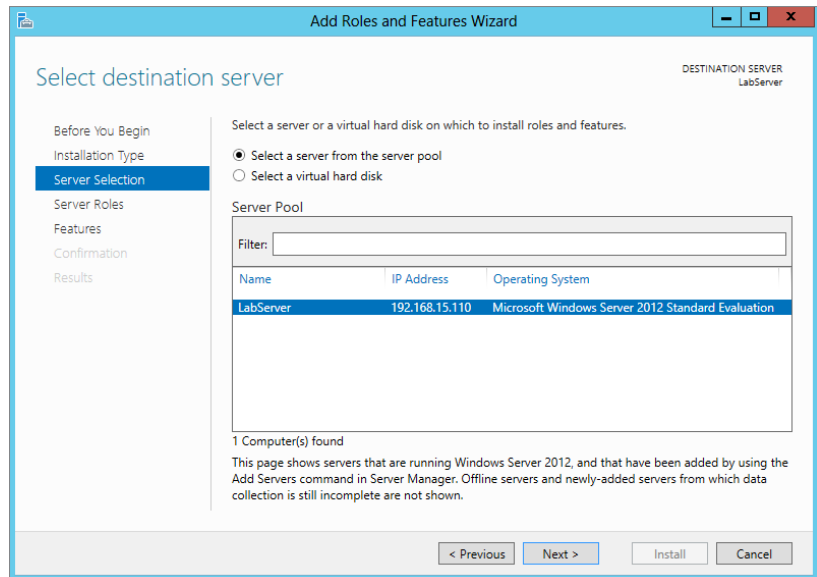 Add Roles and Features Wizard
Select destination server
DESTINATION SERVER
LabServer
Before You Begin
Installation Type
Server Selection
Server Roles
Features
Confirmation
Results
Select a server or a virtual hard disk on which to install roles and features.
Select a server from the server pool
Select a virtual hard disk
Server Pool
Filter:
Name IP Address Operating System
LabServer 192.168.15.110 Microsoft Windows Server 2012 Standard Evaluation
1 Computer(s) found
This page shows servers that are running Windows Server 2012, and that have been added by using the
Add Servers command in Server Manager. Offline servers and newly-added servers from which data
collection is still incomplete are not shown.
< Previous Next > Install Cancel